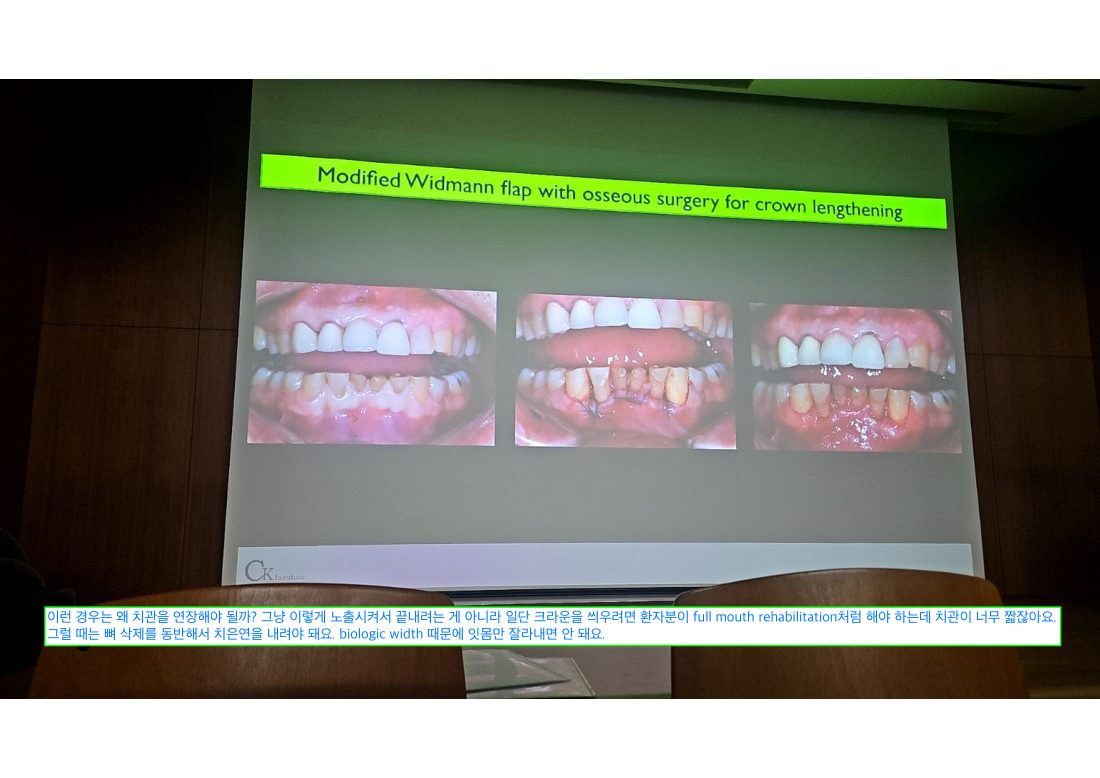 Modified Widmann flap with osseous surgery for crown lengthening
CK Institute
이런 경우는 왜 치관을 연장해야 될까? 그냥 이렇게 노출시켜서 끝내려는 게 아니라 일단 크라운을 씌우려면 환자분이 full mouth rehabilitation처럼 해야 하는데 치관이 너무 짧잖아요.
그럴 때는 뼈 삭제를 동반해서 치은연을 내려야 돼요. biologic width 때문에 잇몸만 잘라내면 안 돼요.